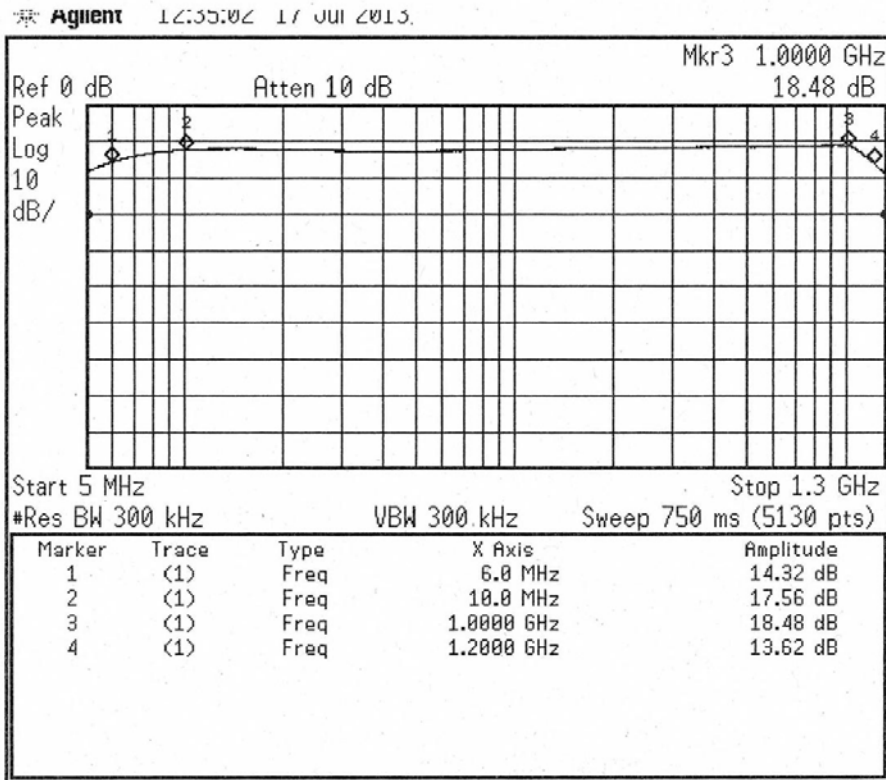 Agilent 12:35:02 17 Jul 2013
Mkr3 1.0000 GHz
Ref 0 dB Atten 10 dB 18.48 dB
Peak
Log
10
dB/
1 2 3 4
Start 5 MHz Stop 1.3 GHz
#Res BW 300 kHz VBW 300 kHz Sweep 750 ms (5130 pts)
Marker Trace Type X Axis Amplitude
1 (1) Freq 6.0 MHz 14.32 dB
2 (1) Freq 10.0 MHz 17.56 dB
3 (1) Freq 1.0000 GHz 18.48 dB
4 (1) Freq 1.2000 GHz 13.62 dB